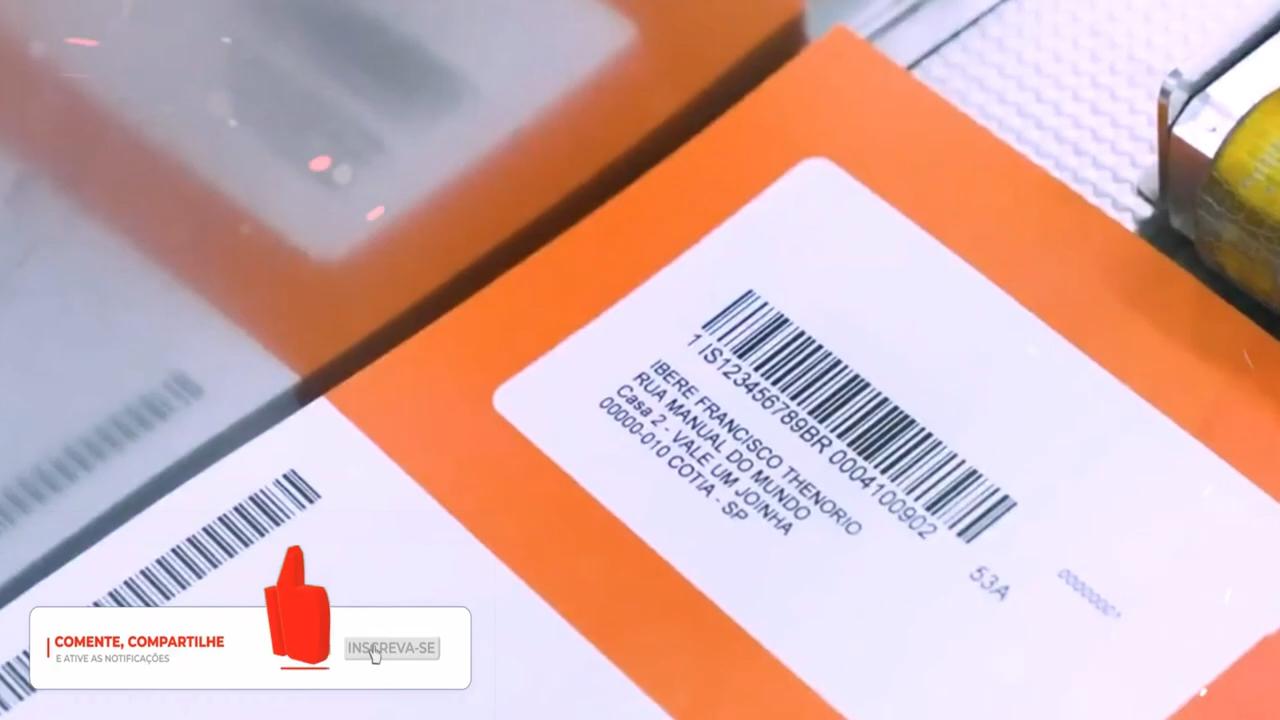 1 IS123456789BR 0004100902
IBERE FRANCISCO THENORIO
RUA MANUAL DO MUNDO
Casa 2 - VALE UM JOINHA
00000-010 COTIA - SP
53A
COMENTE, COMPARTILHE
E ATIVE AS NOTIFICAÇÕES
INSCREVA-SE